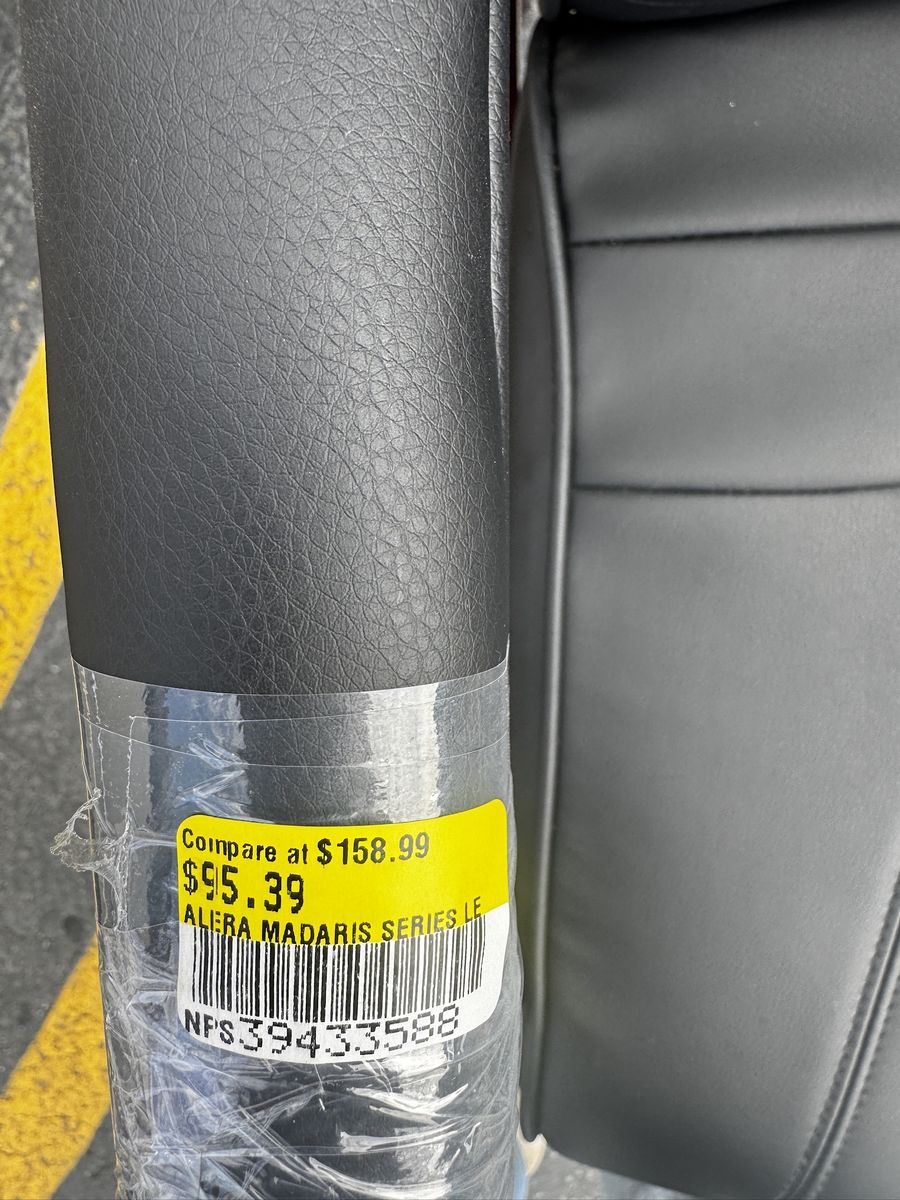 Compare at $158.99
$95.39
ALERA MADARIS SERIES LE
NPS39433588